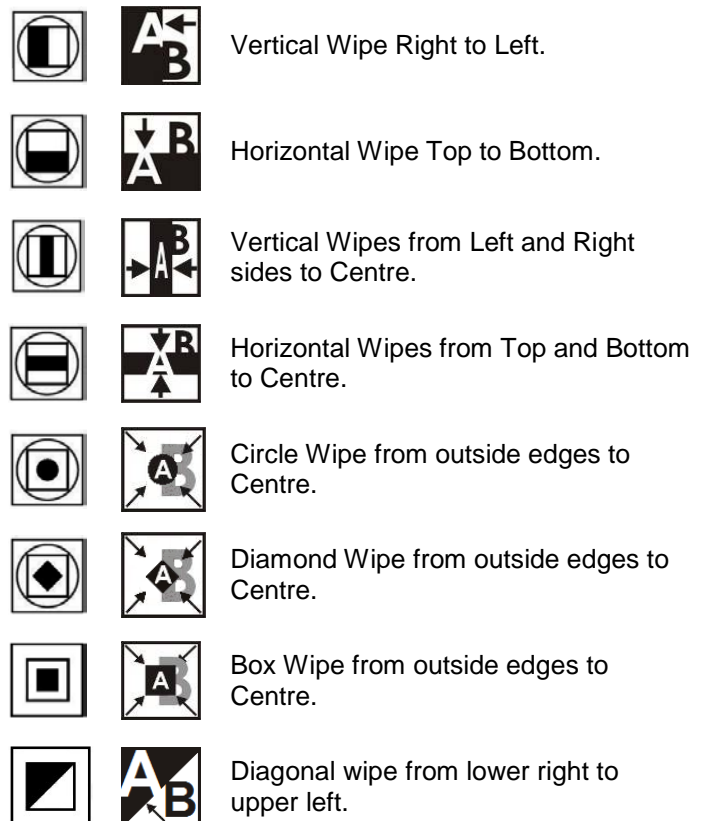 A B Vertical Wipe Right to Left.
A B Horizontal Wipe Top to Bottom.
A B Vertical Wipes from Left and Right
sides to Centre.
A B Horizontal Wipes from Top and Bottom
to Centre.
A B Circle Wipe from outside edges to
Centre.
A B Diamond Wipe from outside edges to
Centre.
A B Box Wipe from outside edges to
Centre.
A B Diagonal wipe from lower right to
upper left.